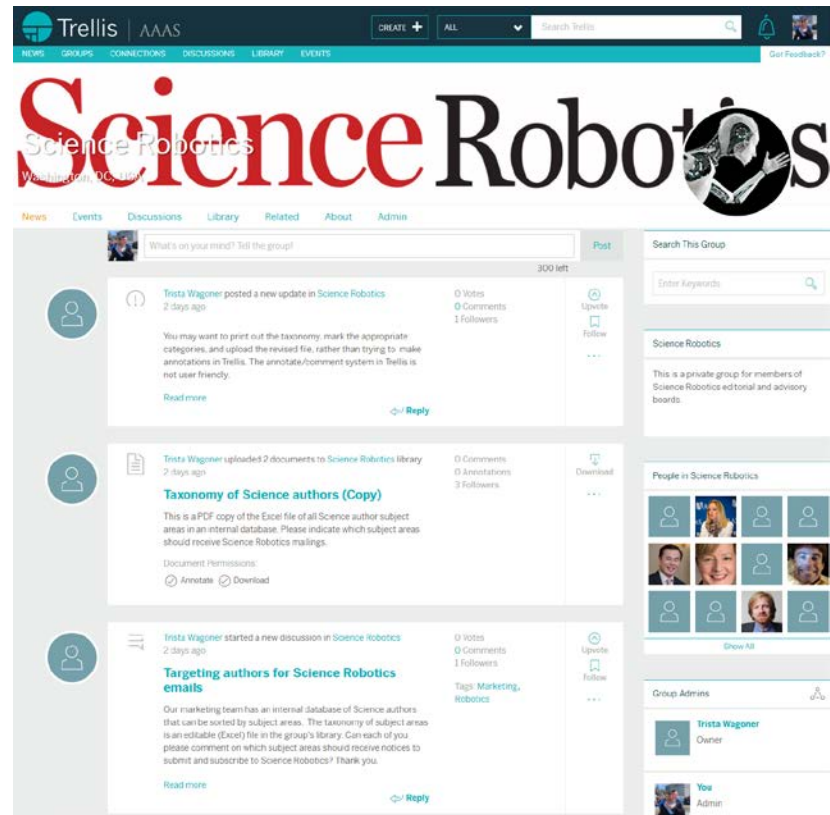 Trellis | AAAS
CREATE +
ALL
Search Trellis
NEWS GROUPS CONNECTIONS DISCUSSIONS LIBRARY EVENTS
Got Feedback?
Science Robotics
Science Robotics
Washington, DC, USA
News Events Discussions Library Related About Admin
What's on your mind? Tell the group!
Post
300 left
Trista Wagoner posted a new update in Science Robotics
2 days ago
You may want to print out the taxonomy, mark the appropriate
categories, and upload the revised file, rather than trying to make
annotations in Trellis. The annotate/comment system in Trellis is
not user friendly.
Read more
Reply
0 Votes
0 Comments
1 Followers
Upvote
Follow
Trista Wagoner uploaded 2 documents to Science Robotics library
2 days ago
Taxonomy of Science authors (Copy)
This is a PDF copy of the Excel file of all Science author subject
areas in an internal database. Please indicate which subject areas
should receive Science Robotics mailings.
Document Permissions:
Annotate Download
0 Comments
0 Annotations
3 Followers
Download
Trista Wagoner started a new discussion in Science Robotics
2 days ago
Targeting authors for Science Robotics
emails
Our marketing team has an internal database of Science authors
that can be sorted by subject areas. The taxonomy of subject areas
is an editable (Excel) file in the group's library. Can each of you
please comment on which subject areas should receive notices to
submit and subscribe to Science Robotics? Thank you.
Read more
Reply
0 Votes
0 Comments
1 Followers
Tags: Marketing,
Robotics
Upvote
Follow
Search This Group
Enter Keywords
Science Robotics
This is a private group for members of
Science Robotics editorial and advisory
boards.
People in Science Robotics
Show All
Group Admins
Trista Wagoner
Owner
You
Admin